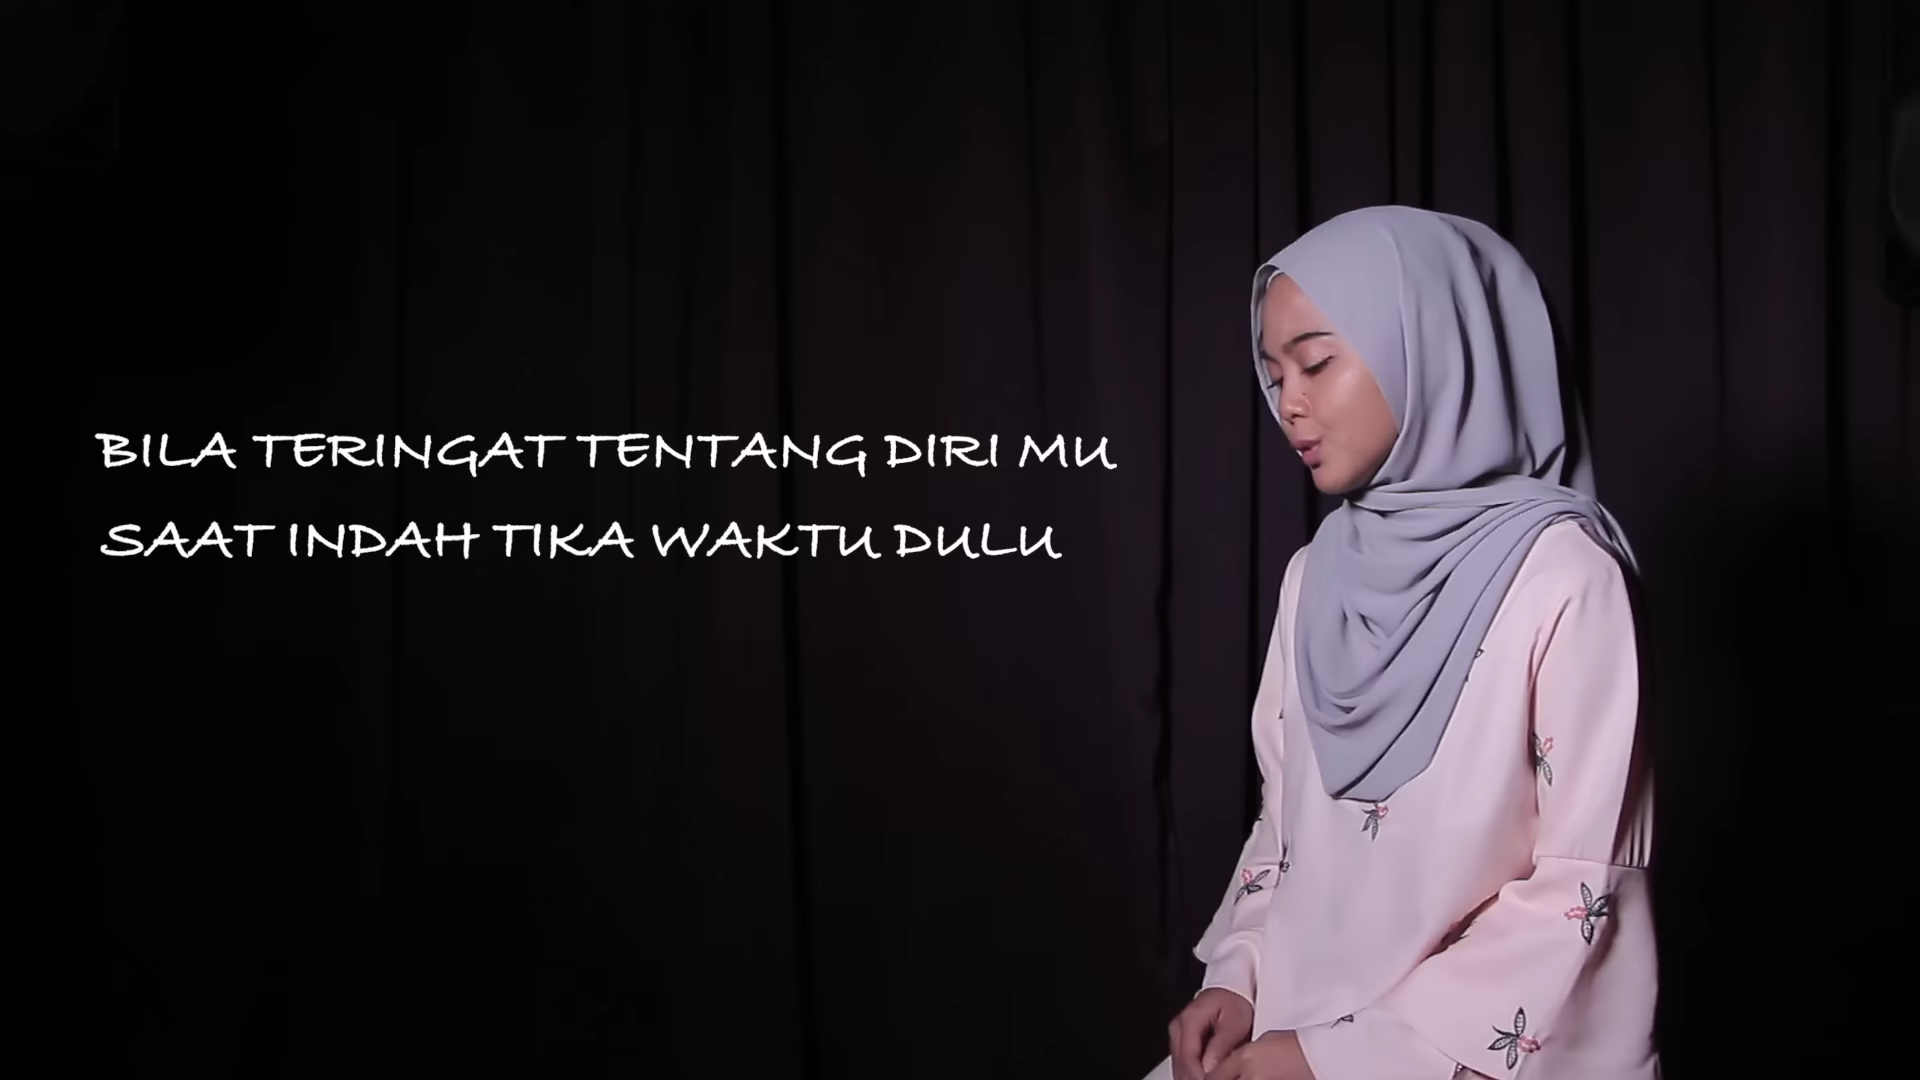 BILA TERINGAT TENTANG DIRI MU
SAAT INDAH TIKA WAKTU DULU